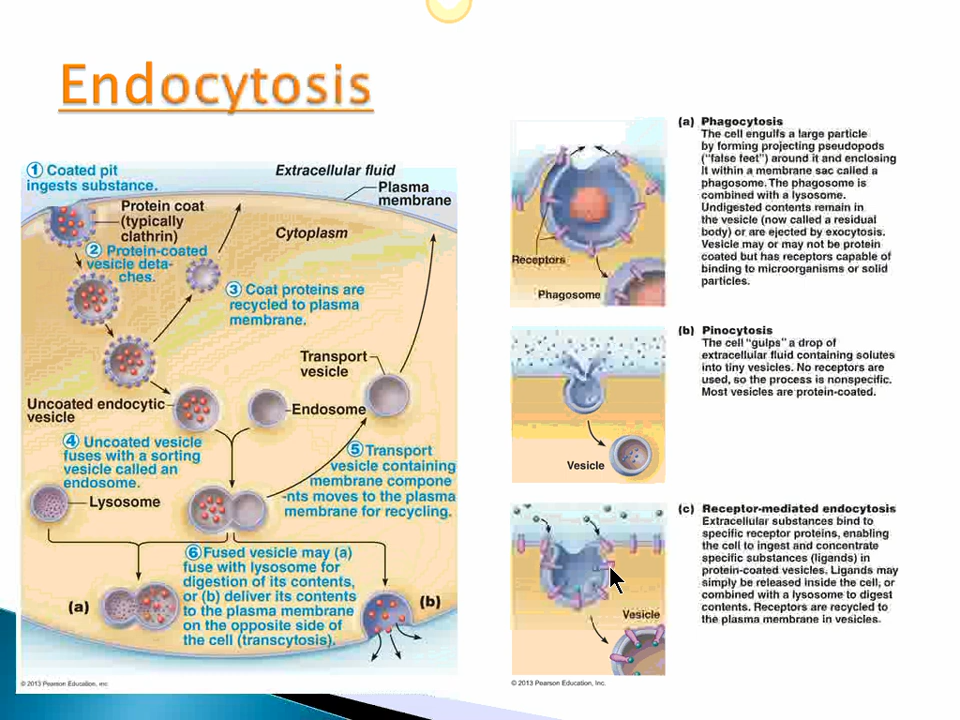 Endocytosis
① Coated pit
ingests substance.
Extracellular fluid
Plasma
membrane
Protein coat
(typically
clathrin)
Cytoplasm
② Protein-coated
vesicle deta-
ches.
③ Coat proteins are
recycled to plasma
membrane.
Transport
vesicle
Uncoated endocytic
vesicle
Endosome
④ Uncoated vesicle
fuses with a sorting
vesicle called an
endosome.
⑤ Transport
vesicle containing
membrane compone
-nts moves to the plasma
membrane for recycling.
Lysosome
⑥ Fused vesicle may (a)
fuse with lysosome for
digestion of its contents,
or (b) deliver its contents
to the plasma membrane
on the opposite side of
the cell (transcytosis).
(a)
(b)
© 2013 Pearson Education, Inc.
Receptors
Phagosome
(a) Phagocytosis
The cell engulfs a large particle
by forming projecting pseudopods
("false feet") around it and enclosing
it within a membrane sac called a
phagosome. The phagosome is
combined with a lysosome.
Undigested contents remain in
the vesicle (now called a residual
body) or are ejected by exocytosis.
Vesicle may or may not be protein
coated but has receptors capable of
binding to microorganisms or solid
particles.
(b) Pinocytosis
The cell "gulps" a drop of
extracellular fluid containing solutes
into tiny vesicles. No receptors are
used, so the process is nonspecific.
Most vesicles are protein-coated.
Vesicle
(c) Receptor-mediated endocytosis
Extracellular substances bind to
specific receptor proteins, enabling
the cell to ingest and concentrate
specific substances (ligands) in
protein-coated vesicles. Ligands may
simply be released inside the cell, or
combined with a lysosome to digest
contents. Receptors are recycled to
the plasma membrane in vesicles.
Vesicle
© 2013 Pearson Education, Inc.